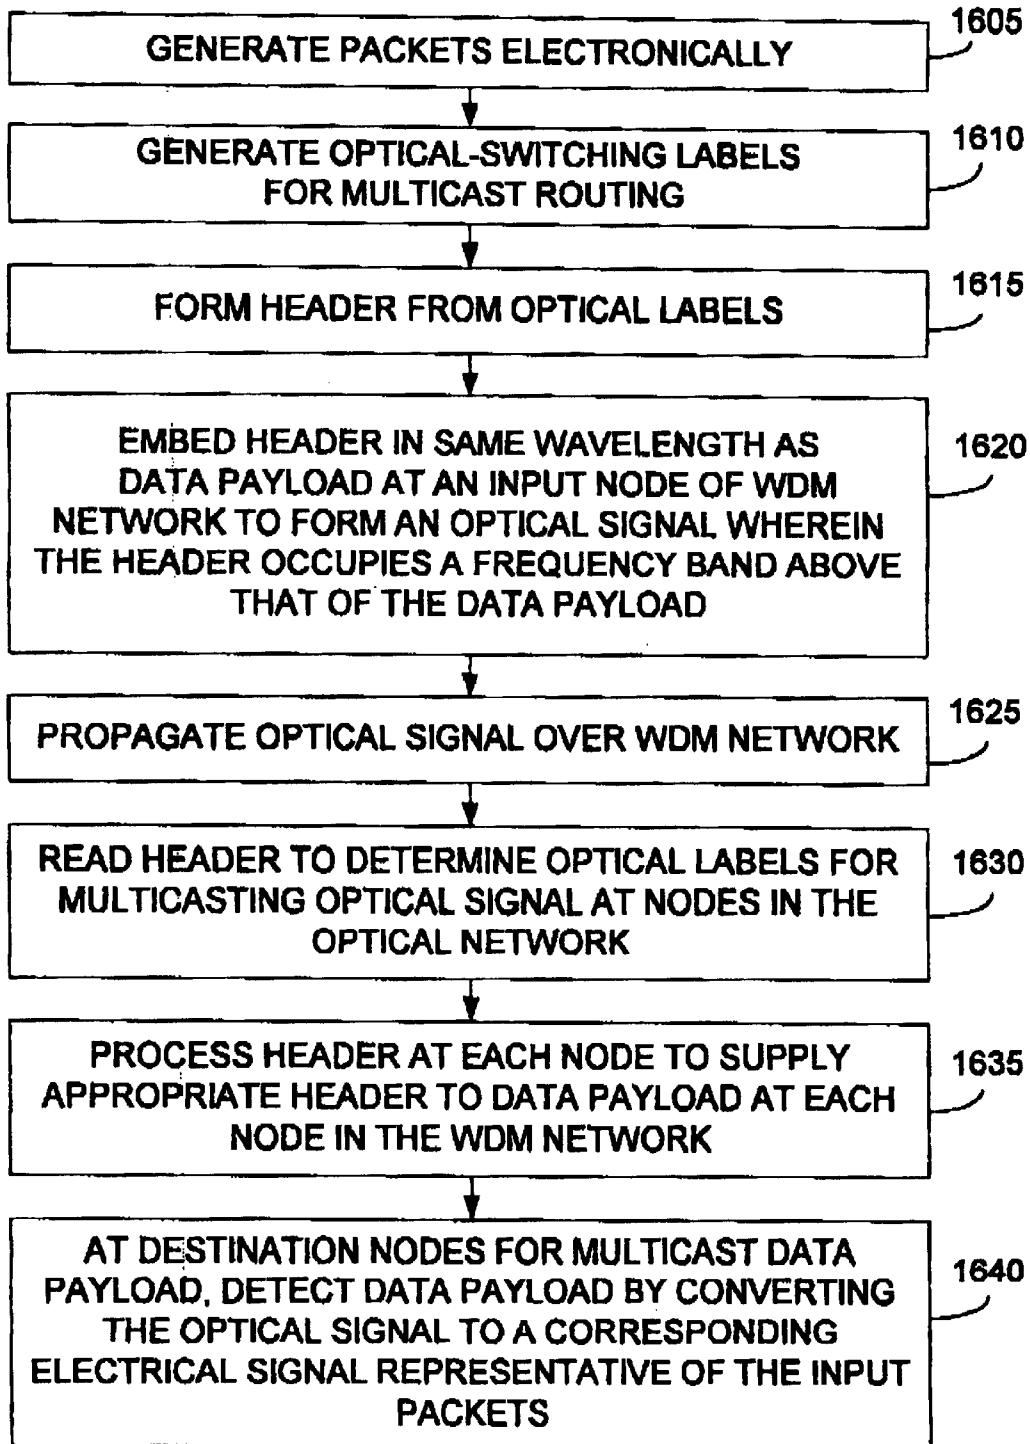 GENERATE PACKETS ELECTRONICALLY
1605
GENERATE OPTICAL-SWITCHING LABELS
FOR MULTICAST ROUTING
1610
FORM HEADER FROM OPTICAL LABELS
1615
EMBED HEADER IN SAME WAVELENGTH AS
DATA PAYLOAD AT AN INPUT NODE OF WDM
NETWORK TO FORM AN OPTICAL SIGNAL WHEREIN
THE HEADER OCCUPIES A FREQUENCY BAND ABOVE
THAT OF THE DATA PAYLOAD
1620
PROPAGATE OPTICAL SIGNAL OVER WDM NETWORK
1625
READ HEADER TO DETERMINE OPTICAL LABELS FOR
MULTICASTING OPTICAL SIGNAL AT NODES IN THE
OPTICAL NETWORK
1630
PROCESS HEADER AT EACH NODE TO SUPPLY
APPROPRIATE HEADER TO DATA PAYLOAD AT EACH
NODE IN THE WDM NETWORK
1635
AT DESTINATION NODES FOR MULTICAST DATA
PAYLOAD, DETECT DATA PAYLOAD BY CONVERTING
THE OPTICAL SIGNAL TO A CORRESPONDING
ELECTRICAL SIGNAL REPRESENTATIVE OF THE INPUT
PACKETS
1640